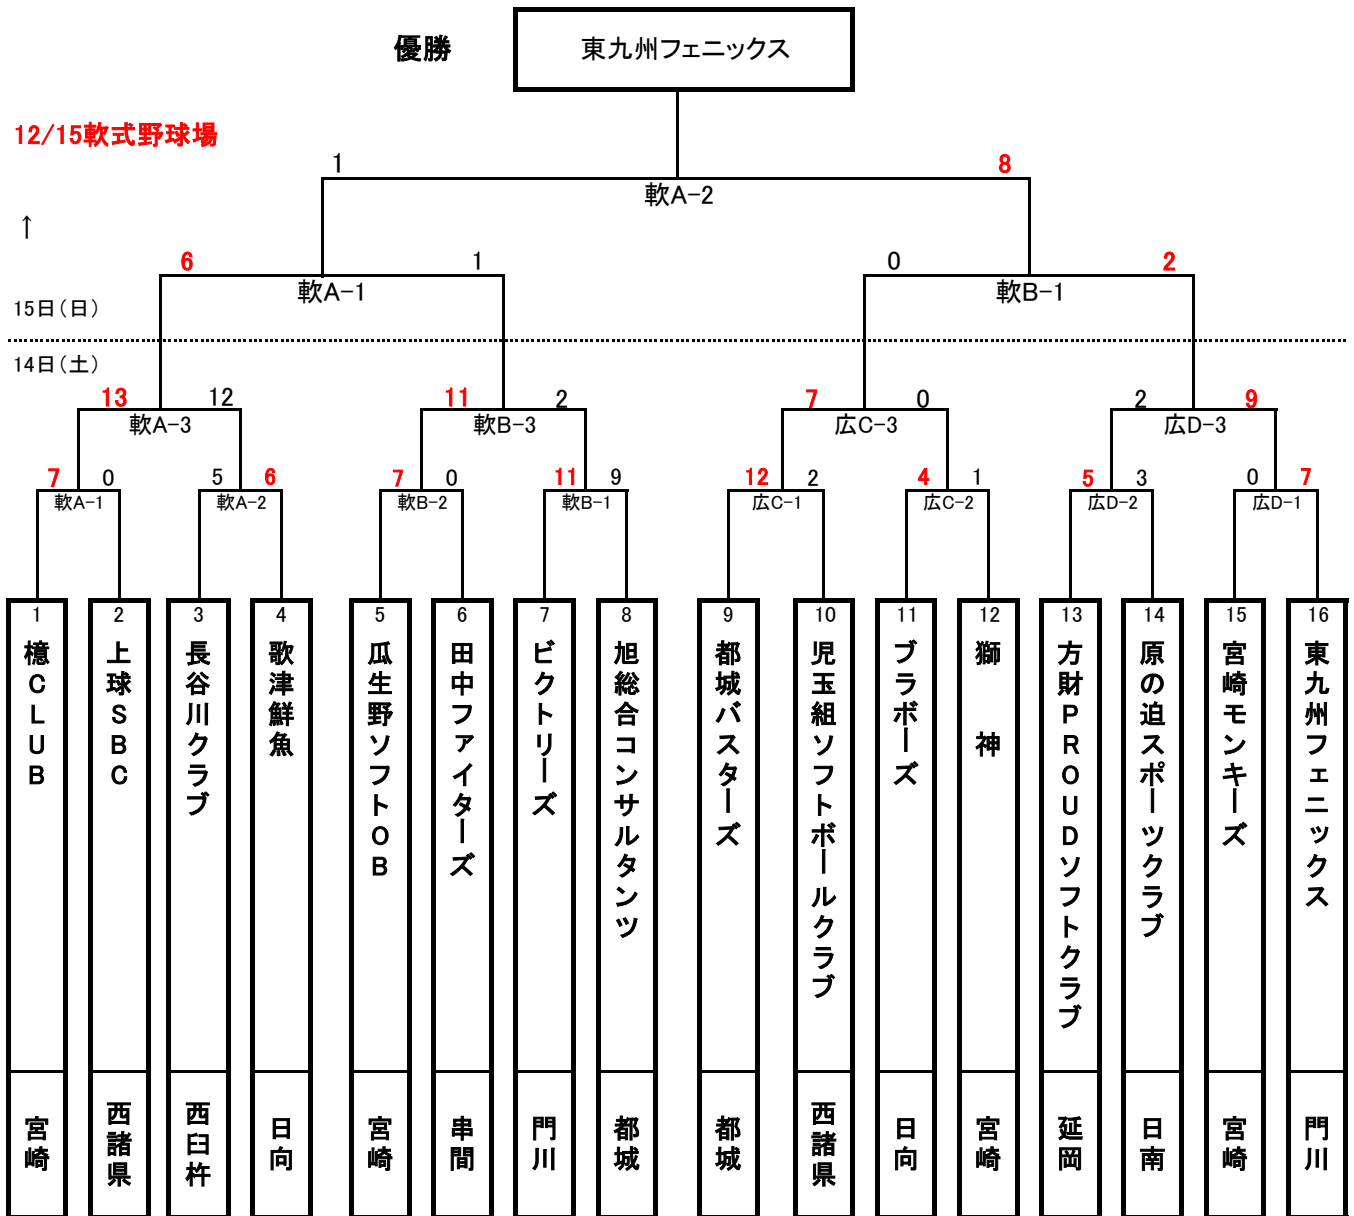 優勝
東九州フェニックス
12/15軟式野球場
1
8
軟A-2
↑
6
1
0
2
軟A-1
軟B-1
15日（日）
14日（土）
13
12
11
2
7
0
2
9
軟A-3
軟B-3
広C-3
広D-3
7
0
5
6
7
0
11
9
12
2
4
1
5
3
0
7
軟A-1
軟A-2
軟B-2
軟B-1
広C-1
広C-2
広D-2
広D-1
1
檍CLUB
宮崎
2
上球SBC
西諸県
3
長谷川クラブ
西臼杵
4
歌津鮮魚
日向
5
瓜生野ソフトOB
宮崎
6
田中ファイターズ
串間
7
ビクトリーズ
門川
8
旭総合コンサルタンツ
都城
9
都城バスターズ
都城
10
児玉組ソフトボールクラブ
西諸県
11
ブラボーズ
日向
12
獅　神
宮崎
13
方財PROUDソフトクラブ
延岡
14
原の迫スポーツクラブ
日南
15
宮崎モンキーズ
宮崎
16
東九州フェニックス
門川